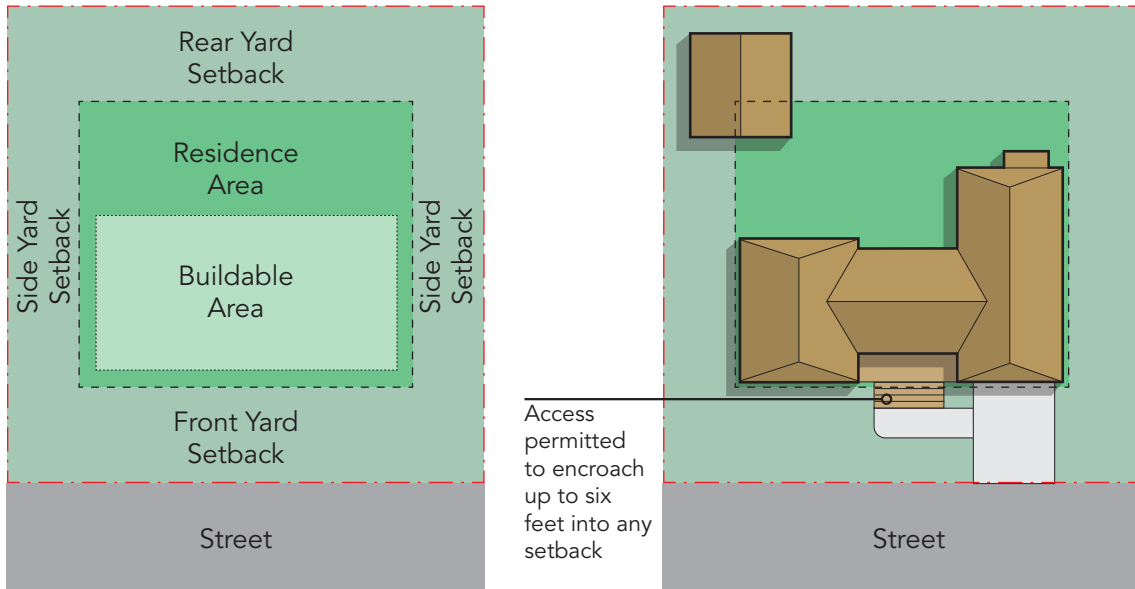 Rear Yard
Setback
Residence
Area
Side Yard
Setback
Buildable
Area
Side Yard
Setback
Front Yard
Setback
Street
Access
permitted
to encroach
up to six
feet into any
setback
Street